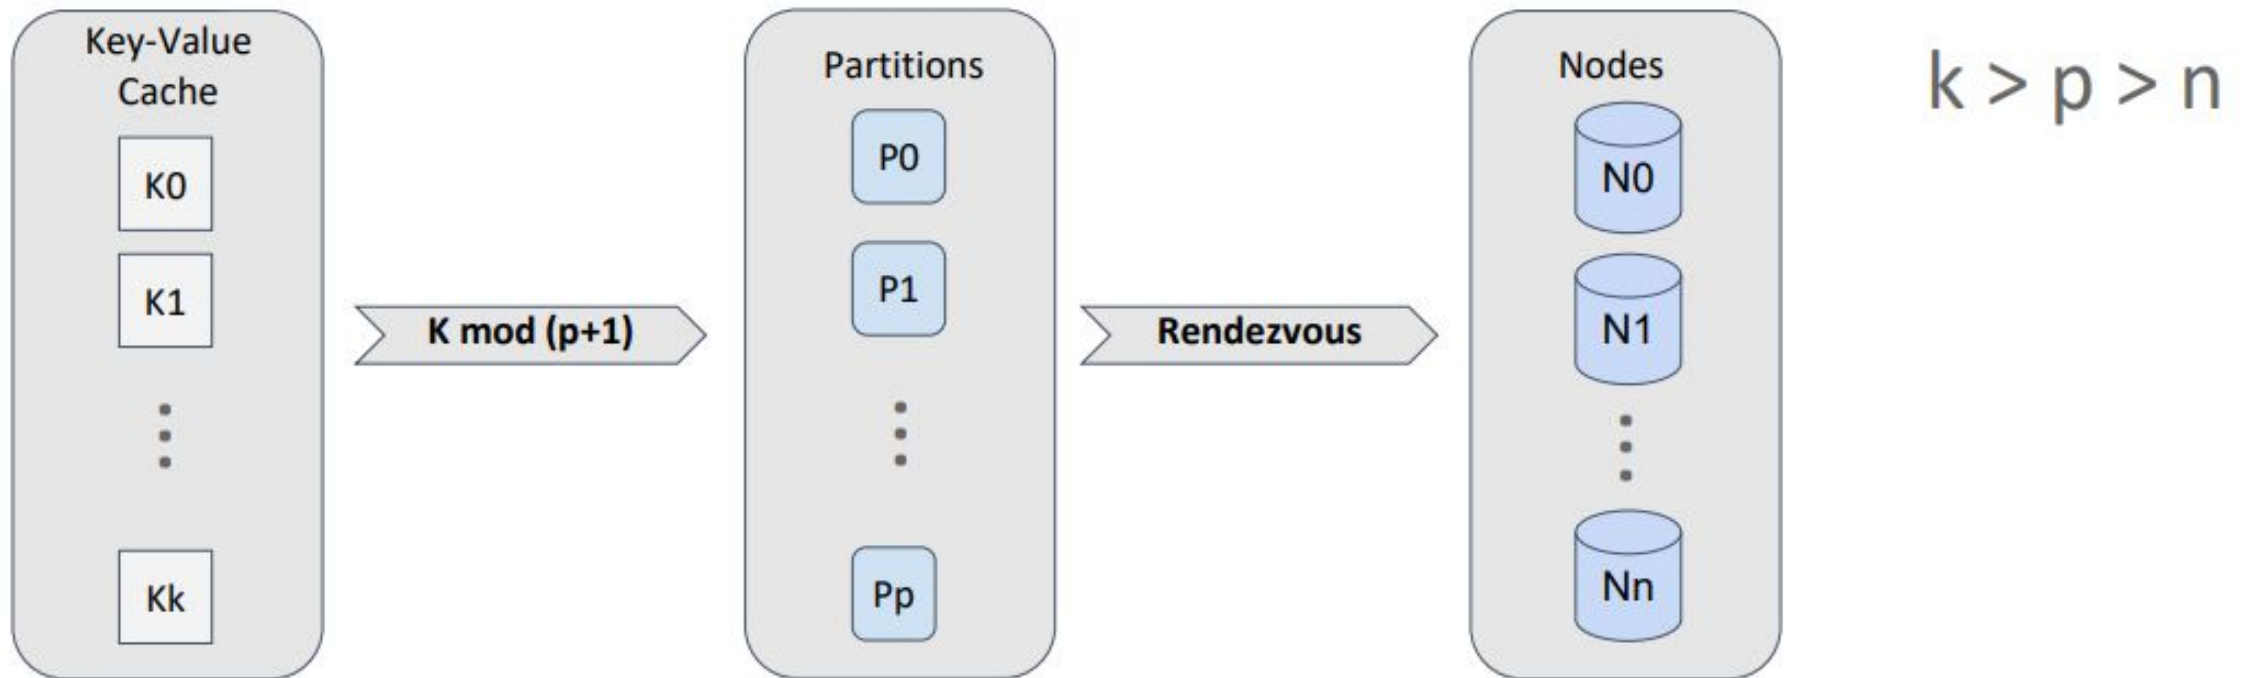 Key-Value
Cache
K0
K1
Kk
K mod (p+1)
Partitions
P0
P1
Pp
Rendezvous
Nodes
N0
N1
Nn
k > p > n